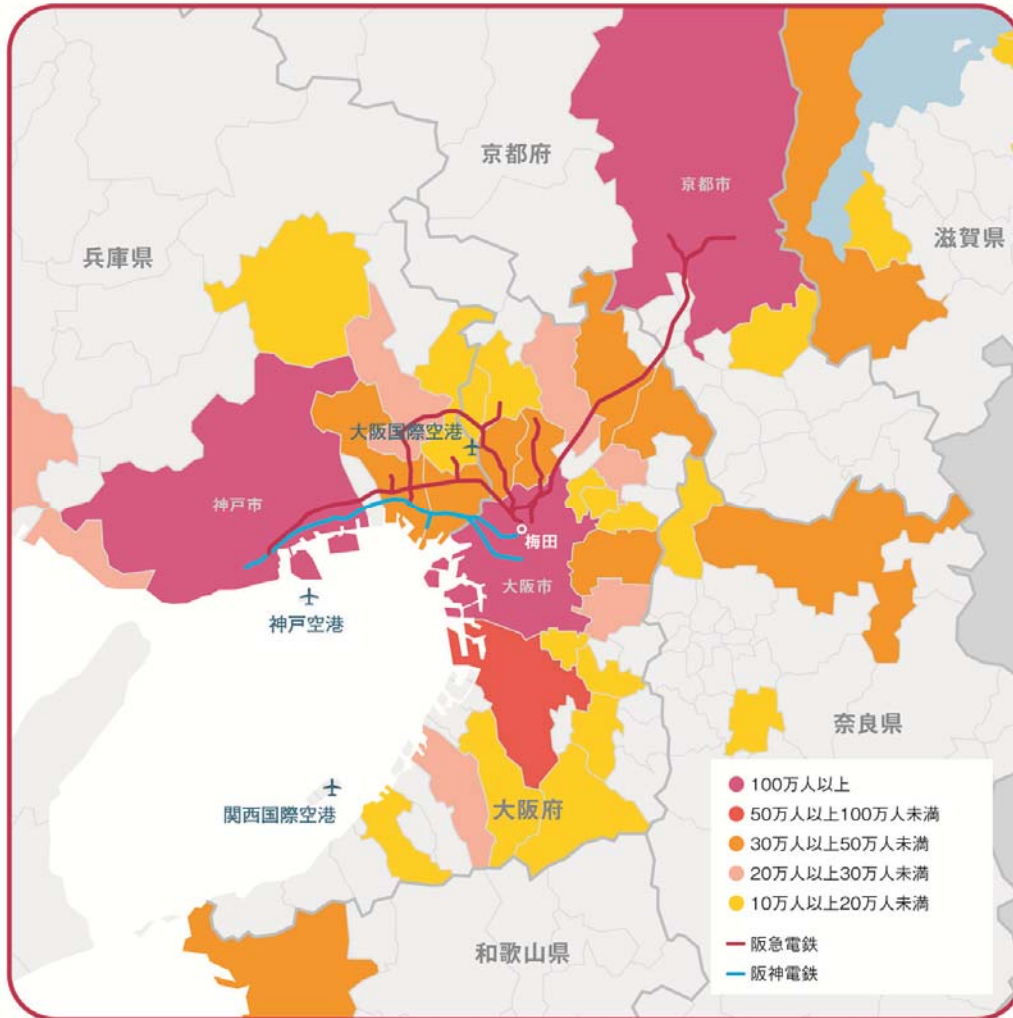 京都府
京都市
兵庫県
滋賀県
大阪国際空港
神戸市
梅田
大阪市
神戸空港
奈良県
関西国際空港
大阪府
和歌山県
100万人以上
50万人以上100万人未満
30万人以上50万人未満
20万人以上30万人未満
10万人以上20万人未満
阪急電鉄
阪神電鉄